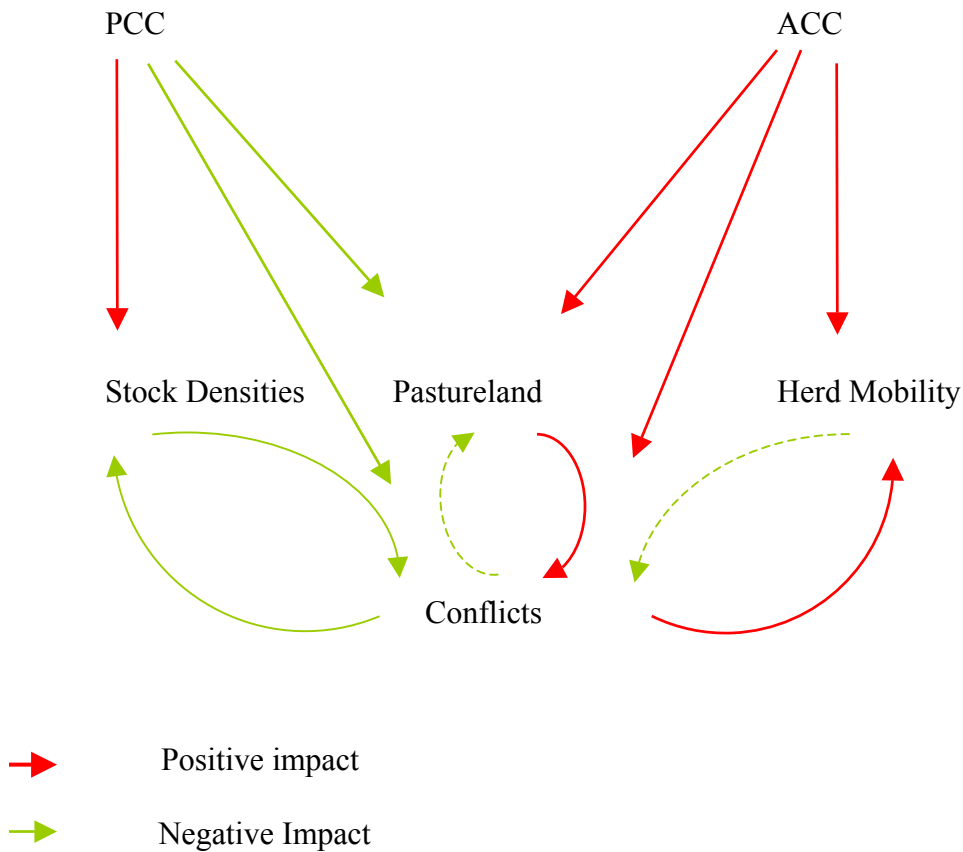 PCC ACC
Stock Densities Pastureland Herd Mobility
Conflicts
Positive impact
Negative Impact